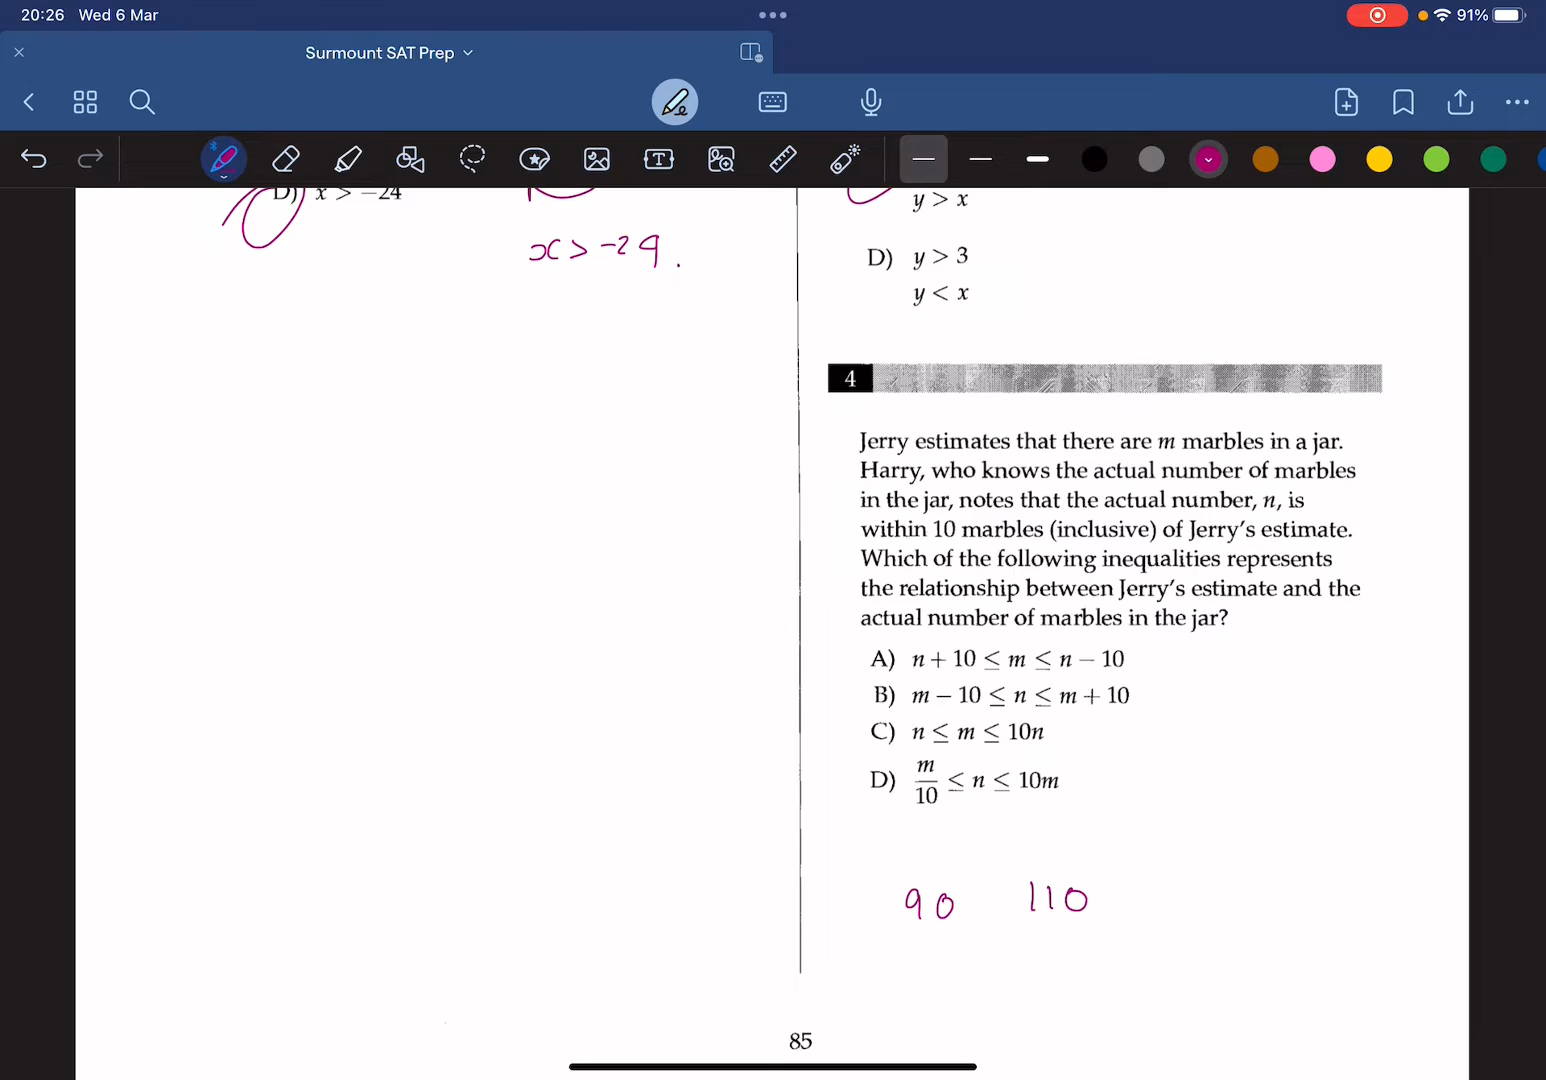 20:26 Wed 6 Mar
91%
Surmount SAT Prep
D) x > −24
x > -24.
y > x
D) y > 3
y < x
4
Jerry estimates that there are m marbles in a jar.
Harry, who knows the actual number of marbles
in the jar, notes that the actual number, n, is
within 10 marbles (inclusive) of Jerry's estimate.
Which of the following inequalities represents
the relationship between Jerry's estimate and the
actual number of marbles in the jar?
A) n + 10 ≤ m ≤ n − 10
B) m − 10 ≤ n ≤ m + 10
C) n ≤ m ≤ 10n
D) m/10 ≤ n ≤ 10m
90 110
85